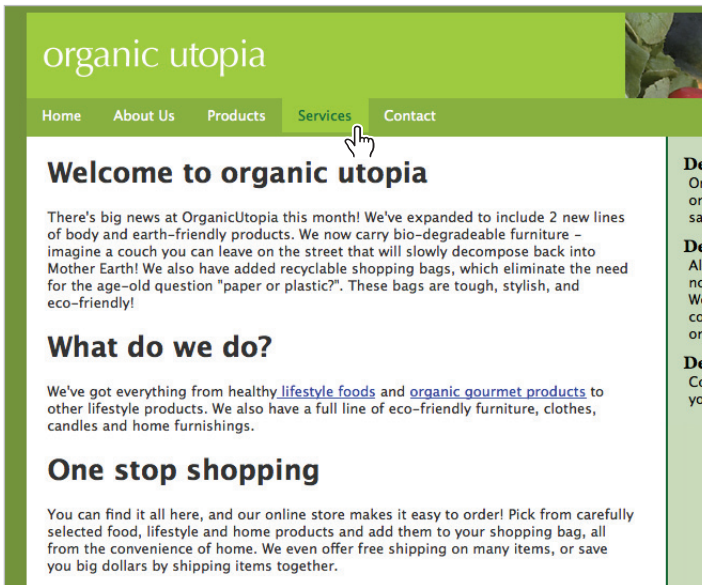 organic utopia
Home About Us Products Services Contact
Welcome to organic utopia
There's big news at OrganicUtopia this month! We've expanded to include 2 new lines
of body and earth-friendly products. We now carry bio-degradeable furniture –
imagine a couch you can leave on the street that will slowly decompose back into
Mother Earth! We also have added recyclable shopping bags, which eliminate the need
for the age-old question "paper or plastic?". These bags are tough, stylish, and
eco-friendly!
What do we do?
We've got everything from healthy lifestyle foods and organic gourmet products to
other lifestyle products. We also have a full line of eco-friendly furniture, clothes,
candles and home furnishings.
One stop shopping
You can find it all here, and our online store makes it easy to order! Pick from carefully
selected food, lifestyle and home products and add them to your shopping bag, all
from the convenience of home. We even offer free shipping on many items, or save
you big dollars by shipping items together.